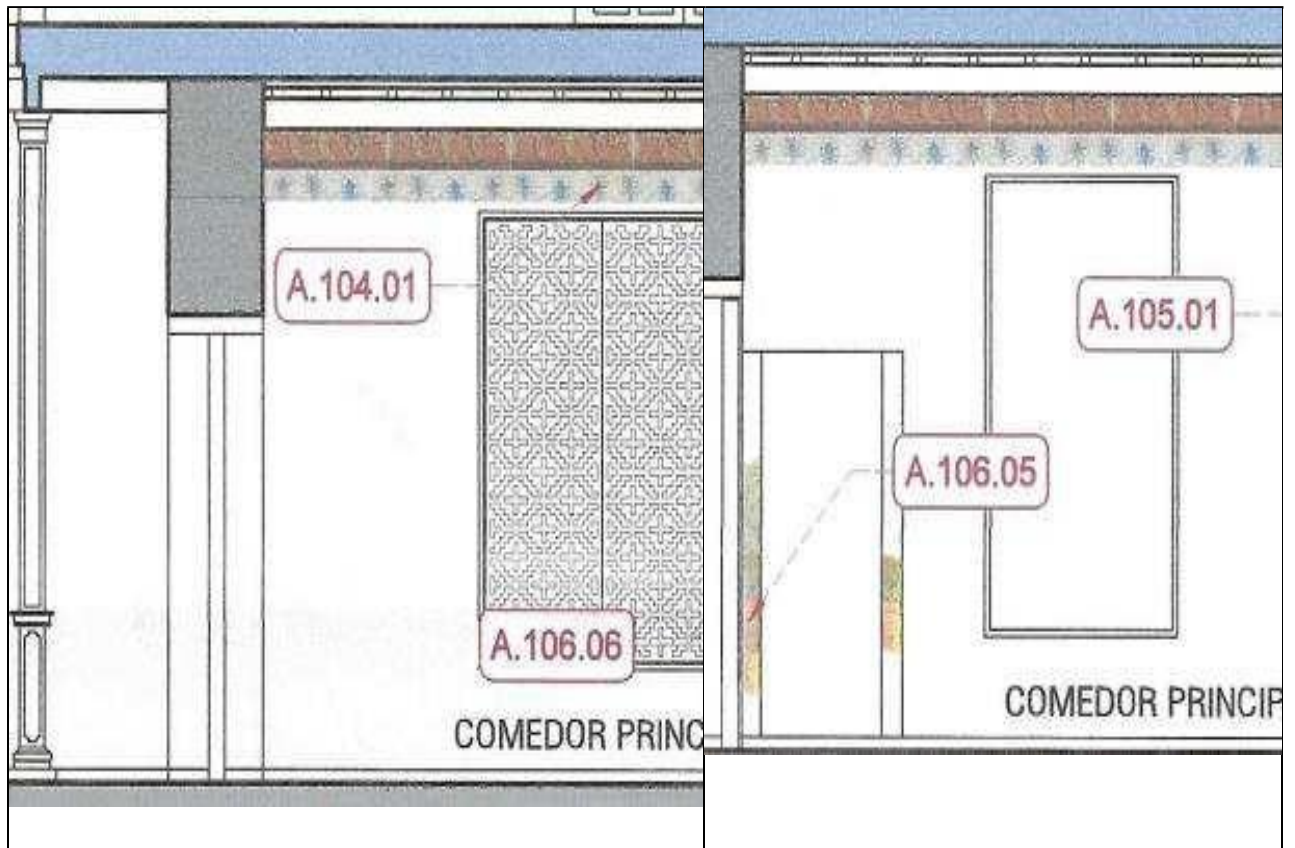 A.104.01
A.106.06
COMEDOR PRINC
A.105.01
A.106.05
COMEDOR PRINCIP